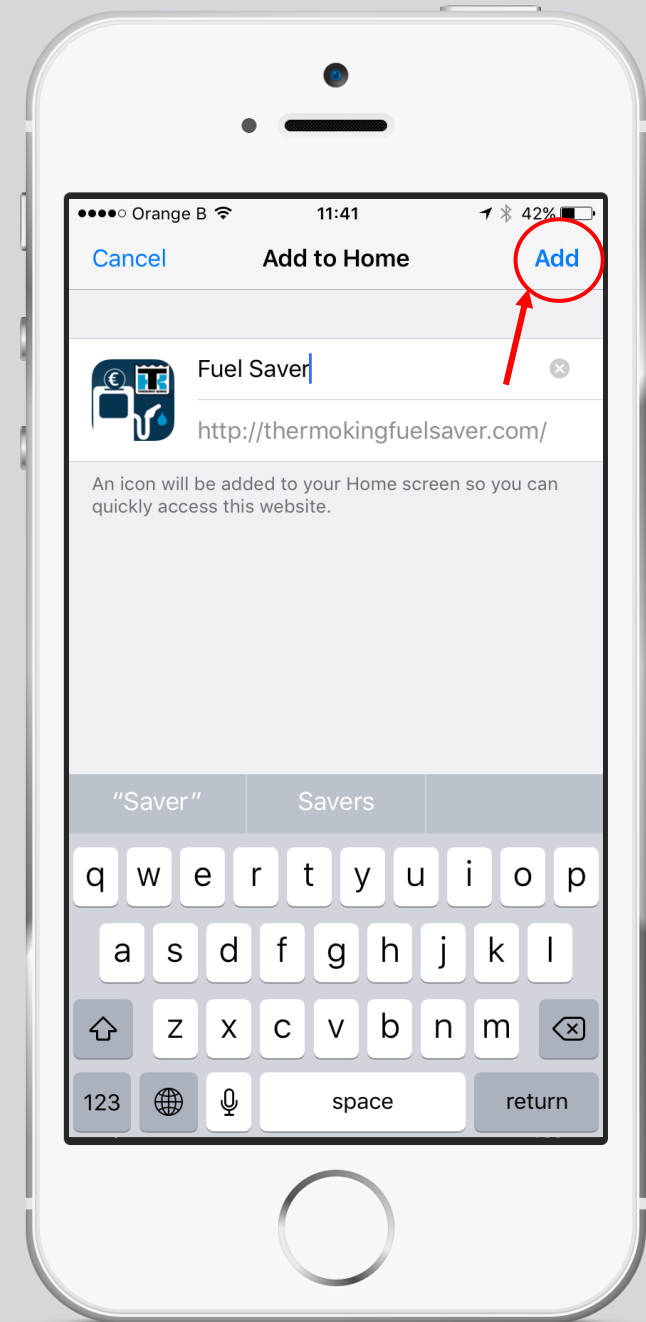 ●●●●○ Orange B 11:41 42%
Cancel Add to Home Add
Fuel Saver
http://thermokingfuelsaver.com/
An icon will be added to your Home screen so you can
quickly access this website.
“Saver” Savers
q w e r t y u i o p
a s d f g h j k l
z x c v b n m
123 space return